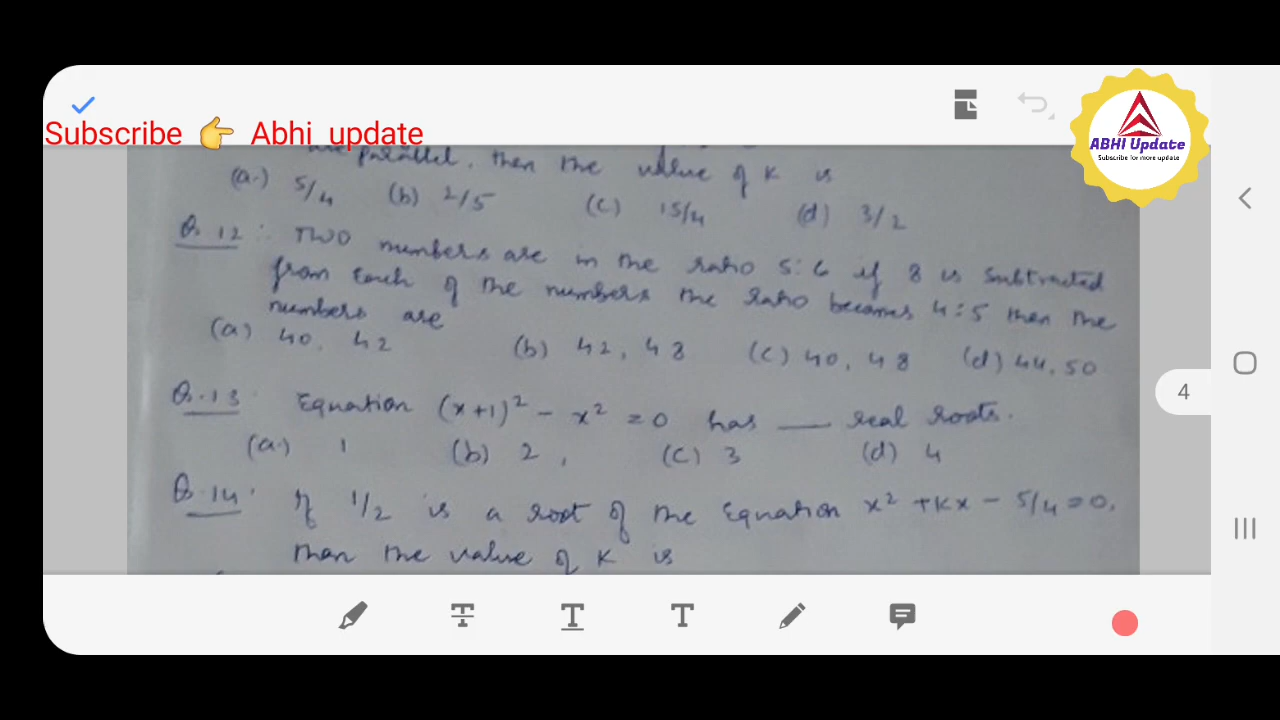 Subscribe 👉 Abhi update
ABHI Update
Subscribe for more update
are parallel, then the value of K is
(a.) 5/4 (b) 2/5 (c) 15/4 (d) 3/2
Q.12: Two numbers are in the ratio 5:6 if 8 is subtracted
from each of the numbers the ratio becomes 4:5 then the
numbers are
(a) 40, 42 (b) 42, 48 (c) 40, 48 (d) 44, 50
Q.13. Equation (x+1)² - x² = 0 has ___ real roots.
(a.) 1 (b) 2, (c) 3 (d) 4
4
Q.14. If 1/2 is a root of the Equation x² + Kx - 5/4 = 0,
then the value of K is
T T T